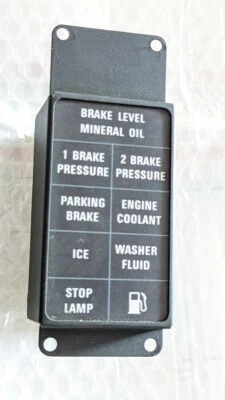 BRAKE LEVEL
MINERAL OIL
1 BRAKE
PRESSURE
2 BRAKE
PRESSURE
PARKING
BRAKE
ENGINE
COOLANT
ICE
WASHER
FLUID
STOP
LAMP